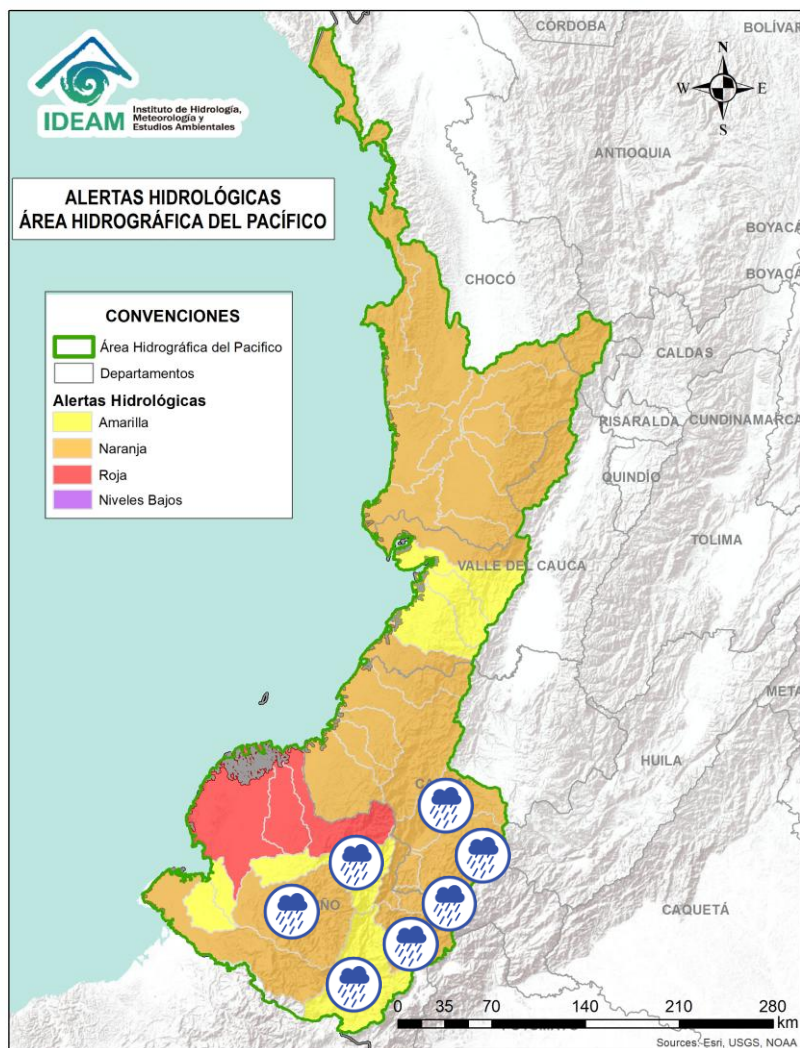 IDEAM
Instituto de Hidrología,
Meteorología y
Estudios Ambientales
ALERTAS HIDROLÓGICAS
ÁREA HIDROGRÁFICA DEL PACÍFICO
CONVENCIONES
Área Hidrográfica del Pacifico
Departamentos
Alertas Hidrológicas
Amarilla
Naranja
Roja
Niveles Bajos
N
W E
S
CÓRDOBA
BOLÍVAR
ANTIOQUIA
BOYACÁ
CHOCÓ
BOYACÁ
CALDAS
RISARALDA
CUNDINAMARCA
QUINDÍO
TOLIMA
VALLE DEL CAUCA
META
HUILA
CAQUETÁ
0 35 70 140 210 280
km
Sources: Esri, USGS, NOAA